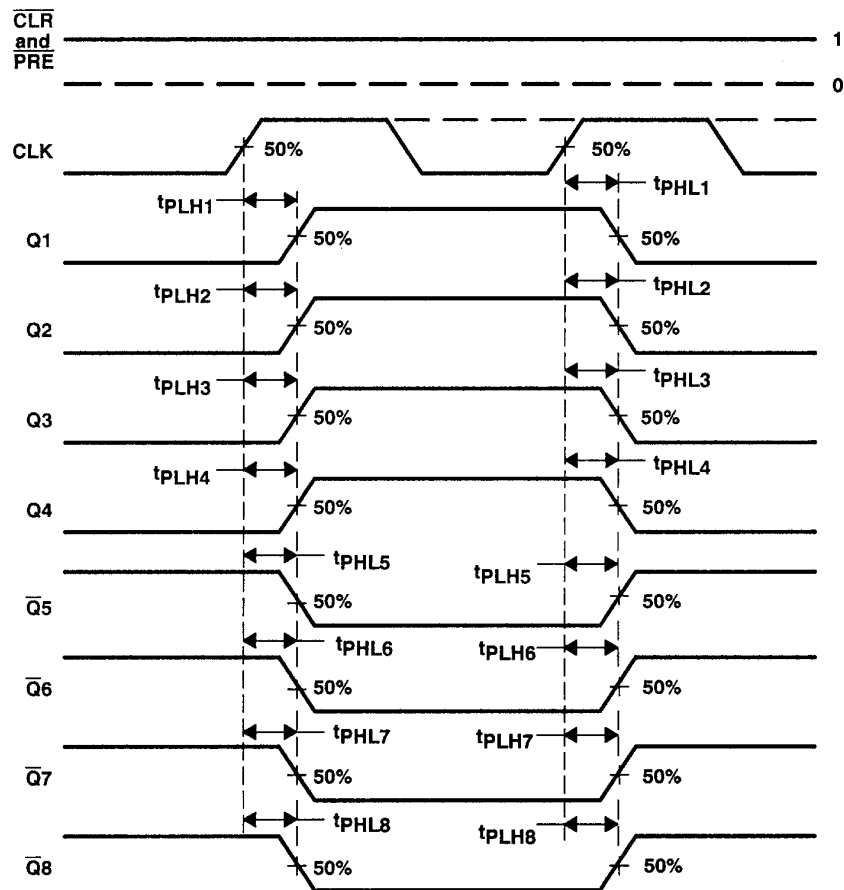 C̅L̅R̅
and
P̅R̅E̅
1
0
CLK
50%
50%
tPLH1
tPHL1
Q1
50%
50%
tPLH2
tPHL2
Q2
50%
50%
tPLH3
tPHL3
Q3
50%
50%
tPLH4
tPHL4
Q4
50%
50%
tPHL5
tPLH5
Q̅5
50%
50%
tPHL6
tPLH6
Q̅6
50%
50%
tPHL7
tPLH7
Q̅7
50%
50%
tPHL8
tPLH8
Q̅8
50%
50%